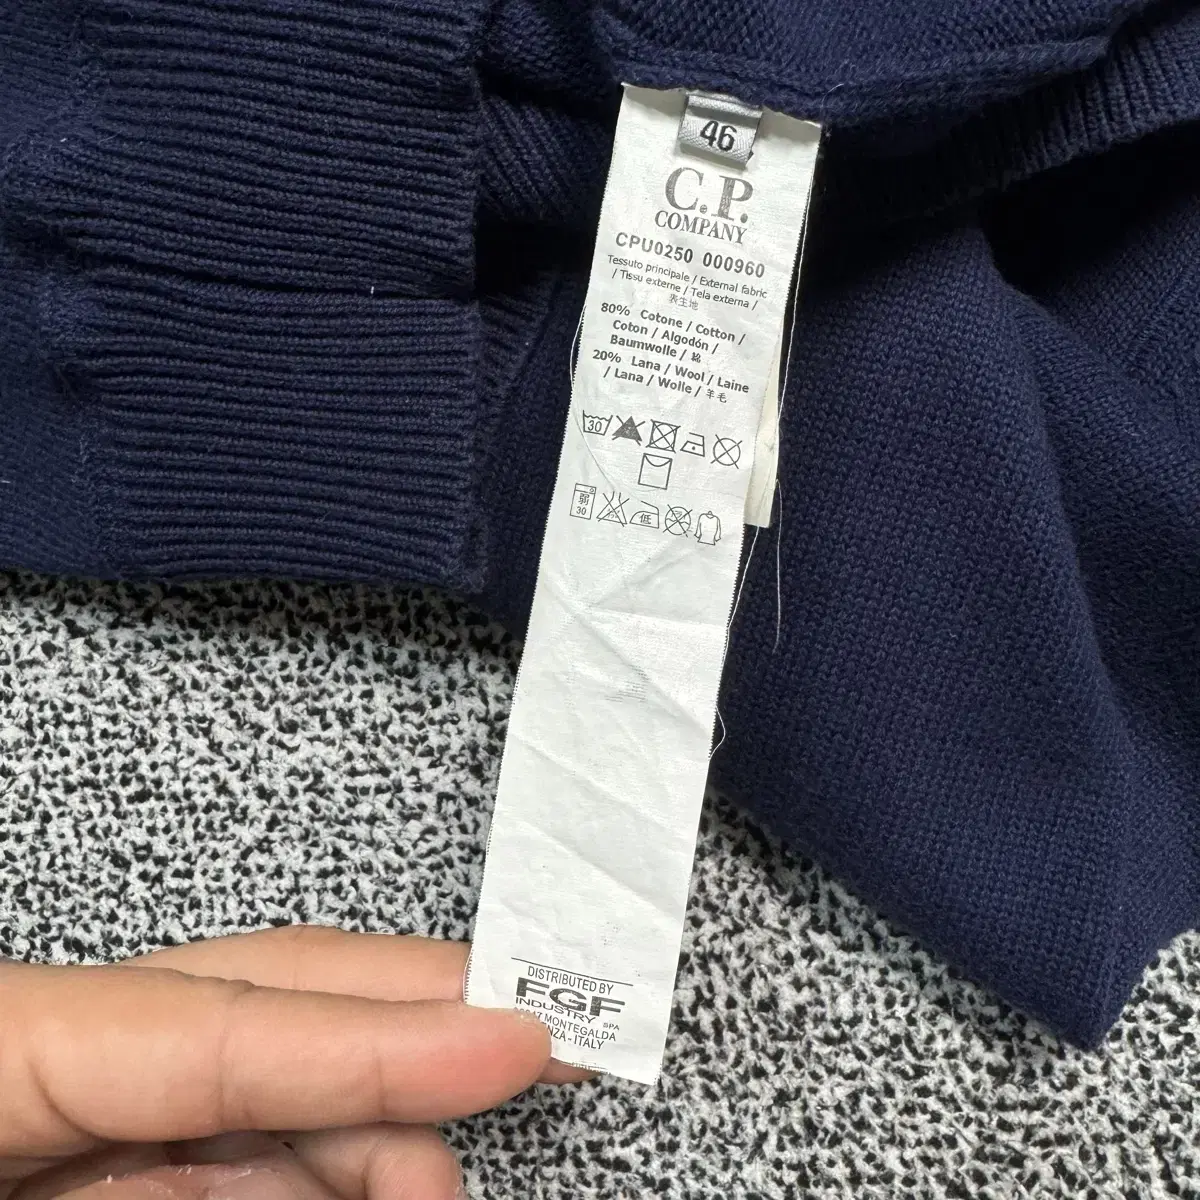 46
C.P.
COMPANY
CPU0250 000960
Tessuto principale / External fabric
/ Tissu externe / Tela externa /
表生地
80% Cotone / Cotton /
Coton / Algodón /
Baumwolle / 綿
20% Lana / Wool / Laine
/ Lana / Wolle / 羊毛
30
弱
30
低
DISTRIBUTED BY
FGF
INDUSTRY SPA
MONTEGALDA
ITALY